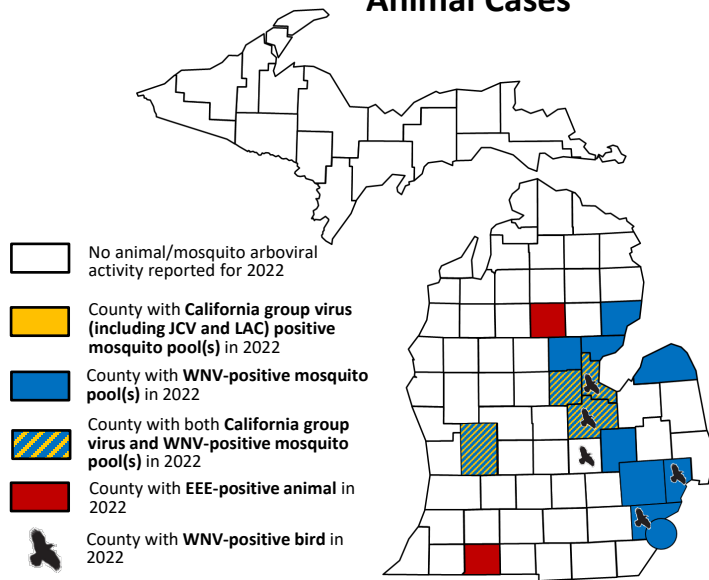 Animal Cases
No animal/mosquito arboviral
activity reported for 2022
County with California group virus
(including JCV and LAC) positive
mosquito pool(s) in 2022
County with WNV-positive mosquito
pool(s) in 2022
County with both California group
virus and WNV-positive mosquito
pool(s) in 2022
County with EEE-positive animal in
2022
County with WNV-positive bird in
2022